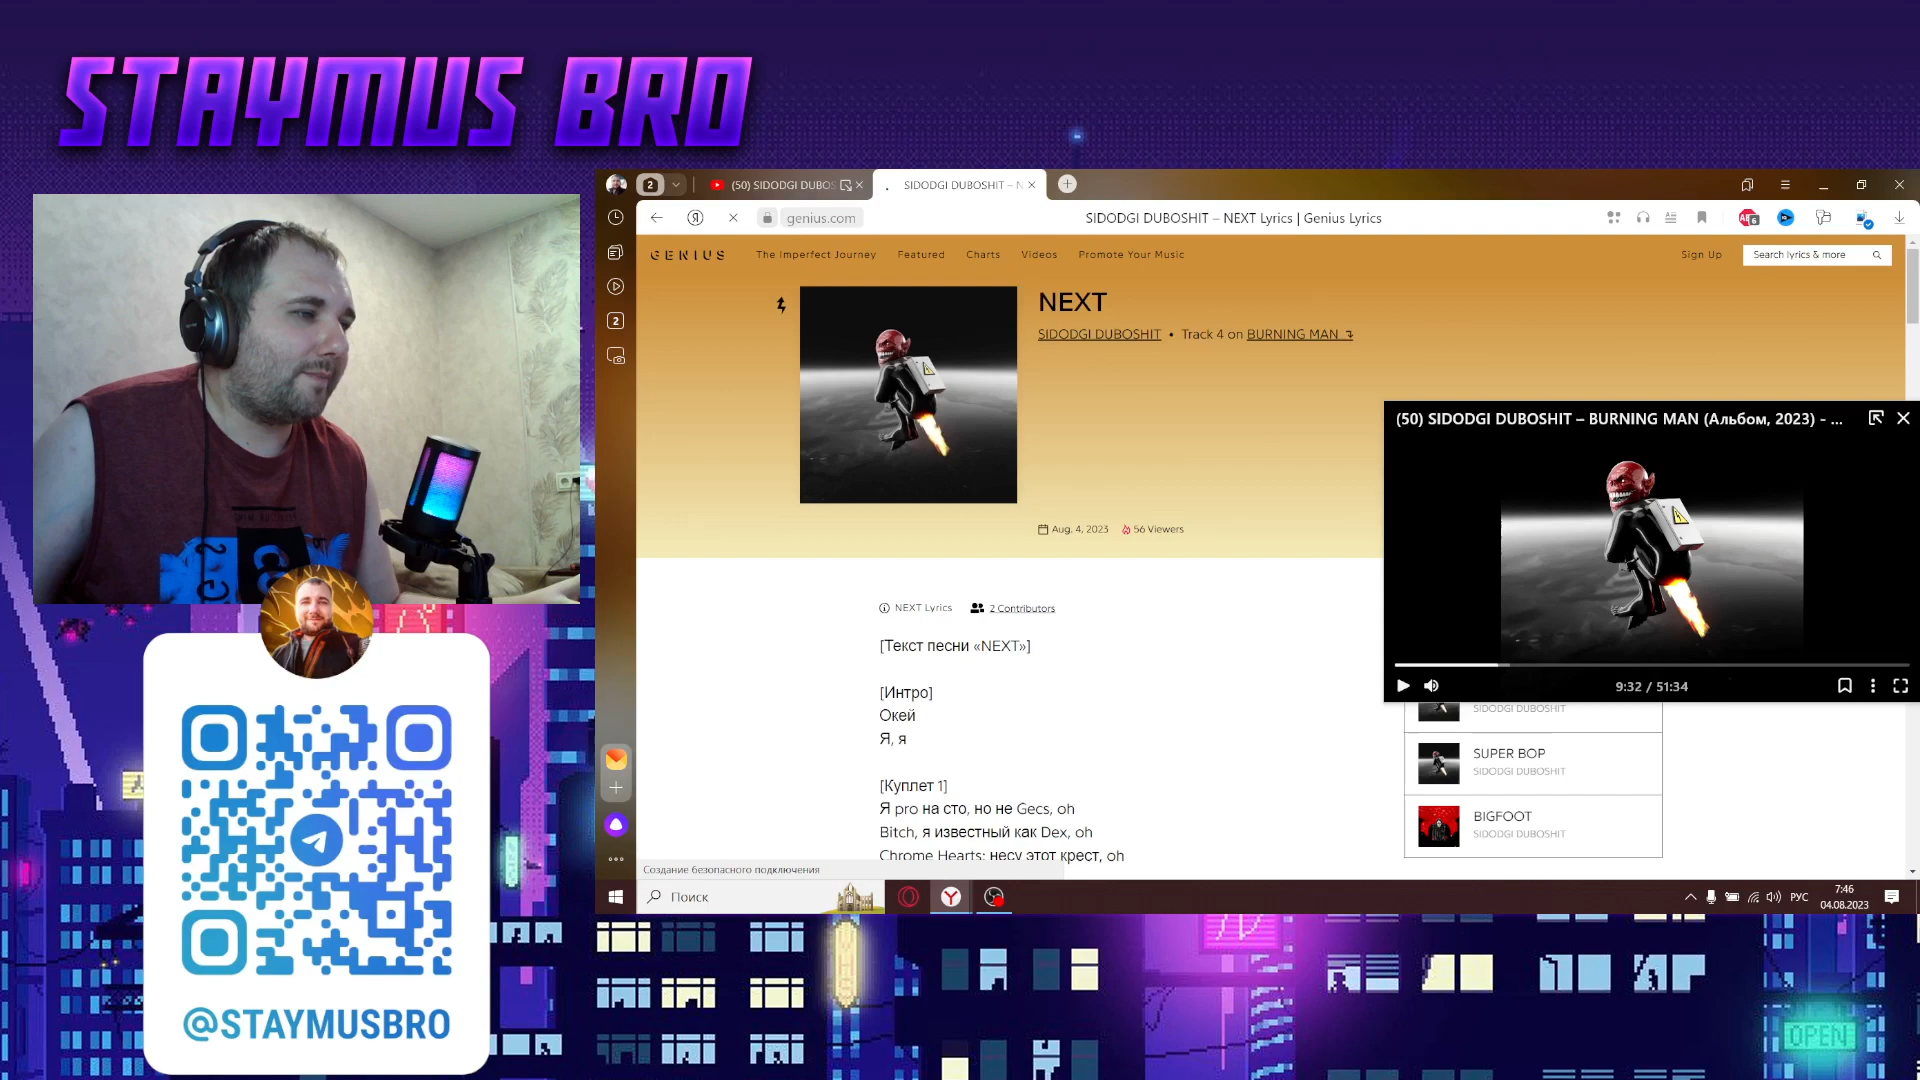 STAYMUS BRO
2
(50) SIDODGI DUBOS
SIDODGI DUBOSHIT – N
genius.com
SIDODGI DUBOSHIT – NEXT Lyrics | Genius Lyrics
GENIUS
The Imperfect Journey
Featured
Charts
Videos
Promote Your Music
Sign Up
Search lyrics & more
2
NEXT
SIDODGI DUBOSHIT • Track 4 on BURNING MAN
Aug. 4, 2023
56 Viewers
(50) SIDODGI DUBOSHIT – BURNING MAN (Альбом, 2023) - ...
9:32 / 51:34
NEXT Lyrics
2 Contributors
[Текст песни «NEXT»]
[Интро]
Окей
Я, я
[Куплет 1]
Я pro на сто, но не Gecs, oh
Bitch, я известный как Dex, oh
Chrome Hearts: несу этот крест, oh
SIDODGI DUBOSHIT
SUPER BOP
SIDODGI DUBOSHIT
BIGFOOT
SIDODGI DUBOSHIT
Создание безопасного подключения
Поиск
РУС
7:46
04.08.2023
@STAYMUSBRO
OPEN